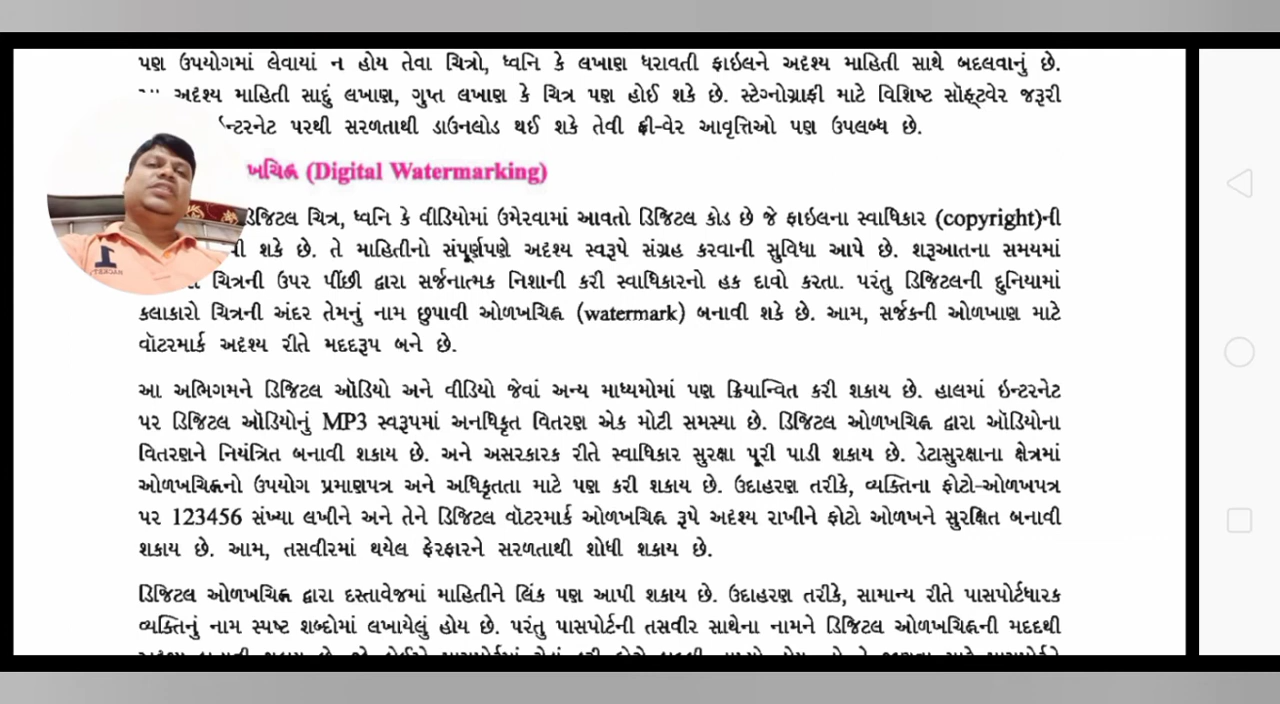 પણ ઉપયોગમાં લેવાયાં ન હોય તેવા ચિત્રો, ધ્વનિ કે લખાણ ધરાવતી ફાઇલને અદૃશ્ય માહિતી સાથે બદલવાનું છે.
અદૃશ્ય માહિતી સાદું લખાણ, ગુપ્ત લખાણ કે ચિત્ર પણ હોઈ શકે છે. સ્ટેગ્નોગ્રાફી માટે વિશિષ્ટ સૉફ્ટવેર જરૂરી
ઇન્ટરનેટ પરથી સરળતાથી ડાઉનલોડ થઈ શકે તેવી ફ્રી-વેર આવૃત્તિઓ પણ ઉપલબ્ધ છે.
ખચિહ્ન (Digital Watermarking)
ડિજિટલ ચિત્ર, ધ્વનિ કે વીડિયોમાં ઉમેરવામાં આવતો ડિજિટલ કોડ છે જે ફાઇલના સ્વાધિકાર (copyright)ની
શકે છે. તે માહિતીનો સંપૂર્ણપણે અદૃશ્ય સ્વરૂપે સંગ્રહ કરવાની સુવિધા આપે છે. શરૂઆતના સમયમાં
ચિત્રની ઉપર પીંછી દ્વારા સર્જનાત્મક નિશાની કરી સ્વાધિકારનો હક દાવો કરતા. પરંતુ ડિજિટલની દુનિયામાં
કલાકારો ચિત્રની અંદર તેમનું નામ છુપાવી ઓળખચિહ્ન (watermark) બનાવી શકે છે. આમ, સર્જકની ઓળખાણ માટે
વૉટરમાર્ક અદૃશ્ય રીતે મદદરૂપ બને છે.
આ અભિગમને ડિજિટલ ઑડિયો અને વીડિયો જેવાં અન્ય માધ્યમોમાં પણ ક્રિયાન્વિત કરી શકાય છે. હાલમાં ઇન્ટરનેટ
પર ડિજિટલ ઑડિયોનું MP3 સ્વરૂપમાં અનધિકૃત વિતરણ એક મોટી સમસ્યા છે. ડિજિટલ ઓળખચિહ્ન દ્વારા ઑડિયોના
વિતરણને નિયંત્રિત બનાવી શકાય છે. અને અસરકારક રીતે સ્વાધિકાર સુરક્ષા પૂરી પાડી શકાય છે. ડેટાસુરક્ષાના ક્ષેત્રમાં
ઓળખચિહ્નનો ઉપયોગ પ્રમાણપત્ર અને અધિકૃતતા માટે પણ કરી શકાય છે. ઉદાહરણ તરીકે, વ્યક્તિના ફોટો-ઓળખપત્ર
પર 123456 સંખ્યા લખીને અને તેને ડિજિટલ વૉટરમાર્ક ઓળખચિહ્ન રૂપે અદૃશ્ય રાખીને ફોટો ઓળખને સુરક્ષિત બનાવી
શકાય છે. આમ, તસવીરમાં થયેલ ફેરફારને સરળતાથી શોધી શકાય છે.
ડિજિટલ ઓળખચિહ્ન દ્વારા દસ્તાવેજમાં માહિતીને લિંક પણ આપી શકાય છે. ઉદાહરણ તરીકે, સામાન્ય રીતે પાસપોર્ટધારક
વ્યક્તિનું નામ સ્પષ્ટ શબ્દોમાં લખાયેલું હોય છે. પરંતુ પાસપોર્ટની તસવીર સાથેના નામને ડિજિટલ ઓળખચિહ્નની મદદથી